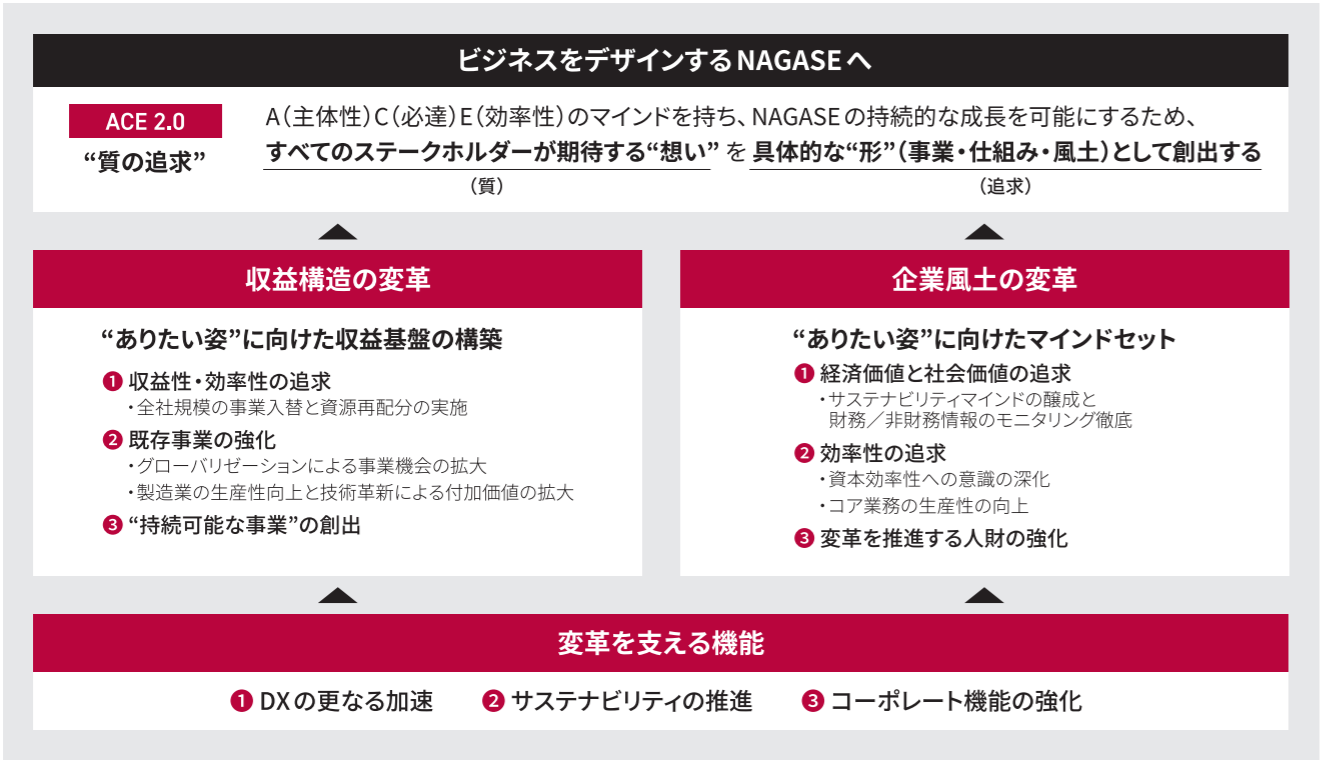 ビジネスをデザインするNAGASEへ
ACE 2.0
“質の追求”
A（主体性）C（必達）E（効率性）のマインドを持ち、NAGASEの持続的な成長を可能にするため、
すべてのステークホルダーが期待する“想い” を 具体的な“形”（事業・仕組み・風土）として創出する
（質）
（追求）
収益構造の変革
“ありたい姿”に向けた収益基盤の構築
❶ 収益性・効率性の追求
・全社規模の事業入替と資源再配分の実施
❷ 既存事業の強化
・グローバリゼーションによる事業機会の拡大
・製造業の生産性向上と技術革新による付加価値の拡大
❸ “持続可能な事業”の創出
企業風土の変革
“ありたい姿”に向けたマインドセット
❶ 経済価値と社会価値の追求
・サステナビリティマインドの醸成と
財務／非財務情報のモニタリング徹底
❷ 効率性の追求
・資本効率性への意識の深化
・コア業務の生産性の向上
❸ 変革を推進する人財の強化
変革を支える機能
❶ DXの更なる加速 ❷ サステナビリティの推進 ❸ コーポレート機能の強化